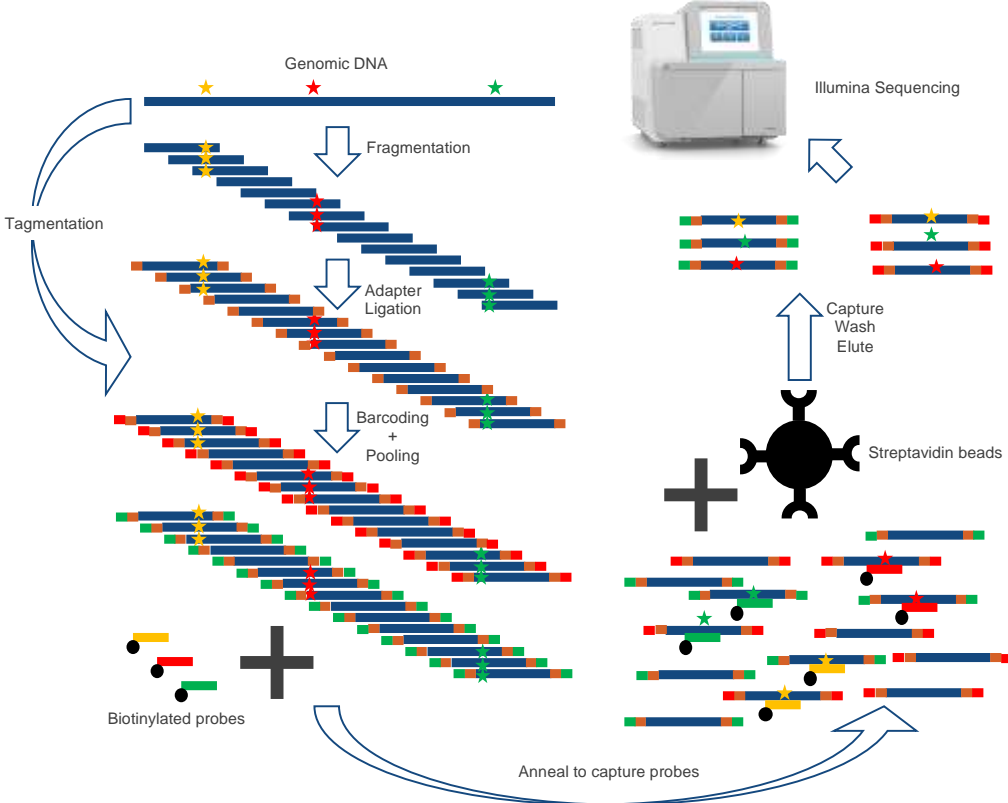 Genomic DNA
Fragmentation
Tagmentation
Adapter
Ligation
Barcoding
+
Pooling
Biotinylated probes
Anneal to capture probes
Streptavidin beads
Capture
Wash
Elute
Illumina Sequencing